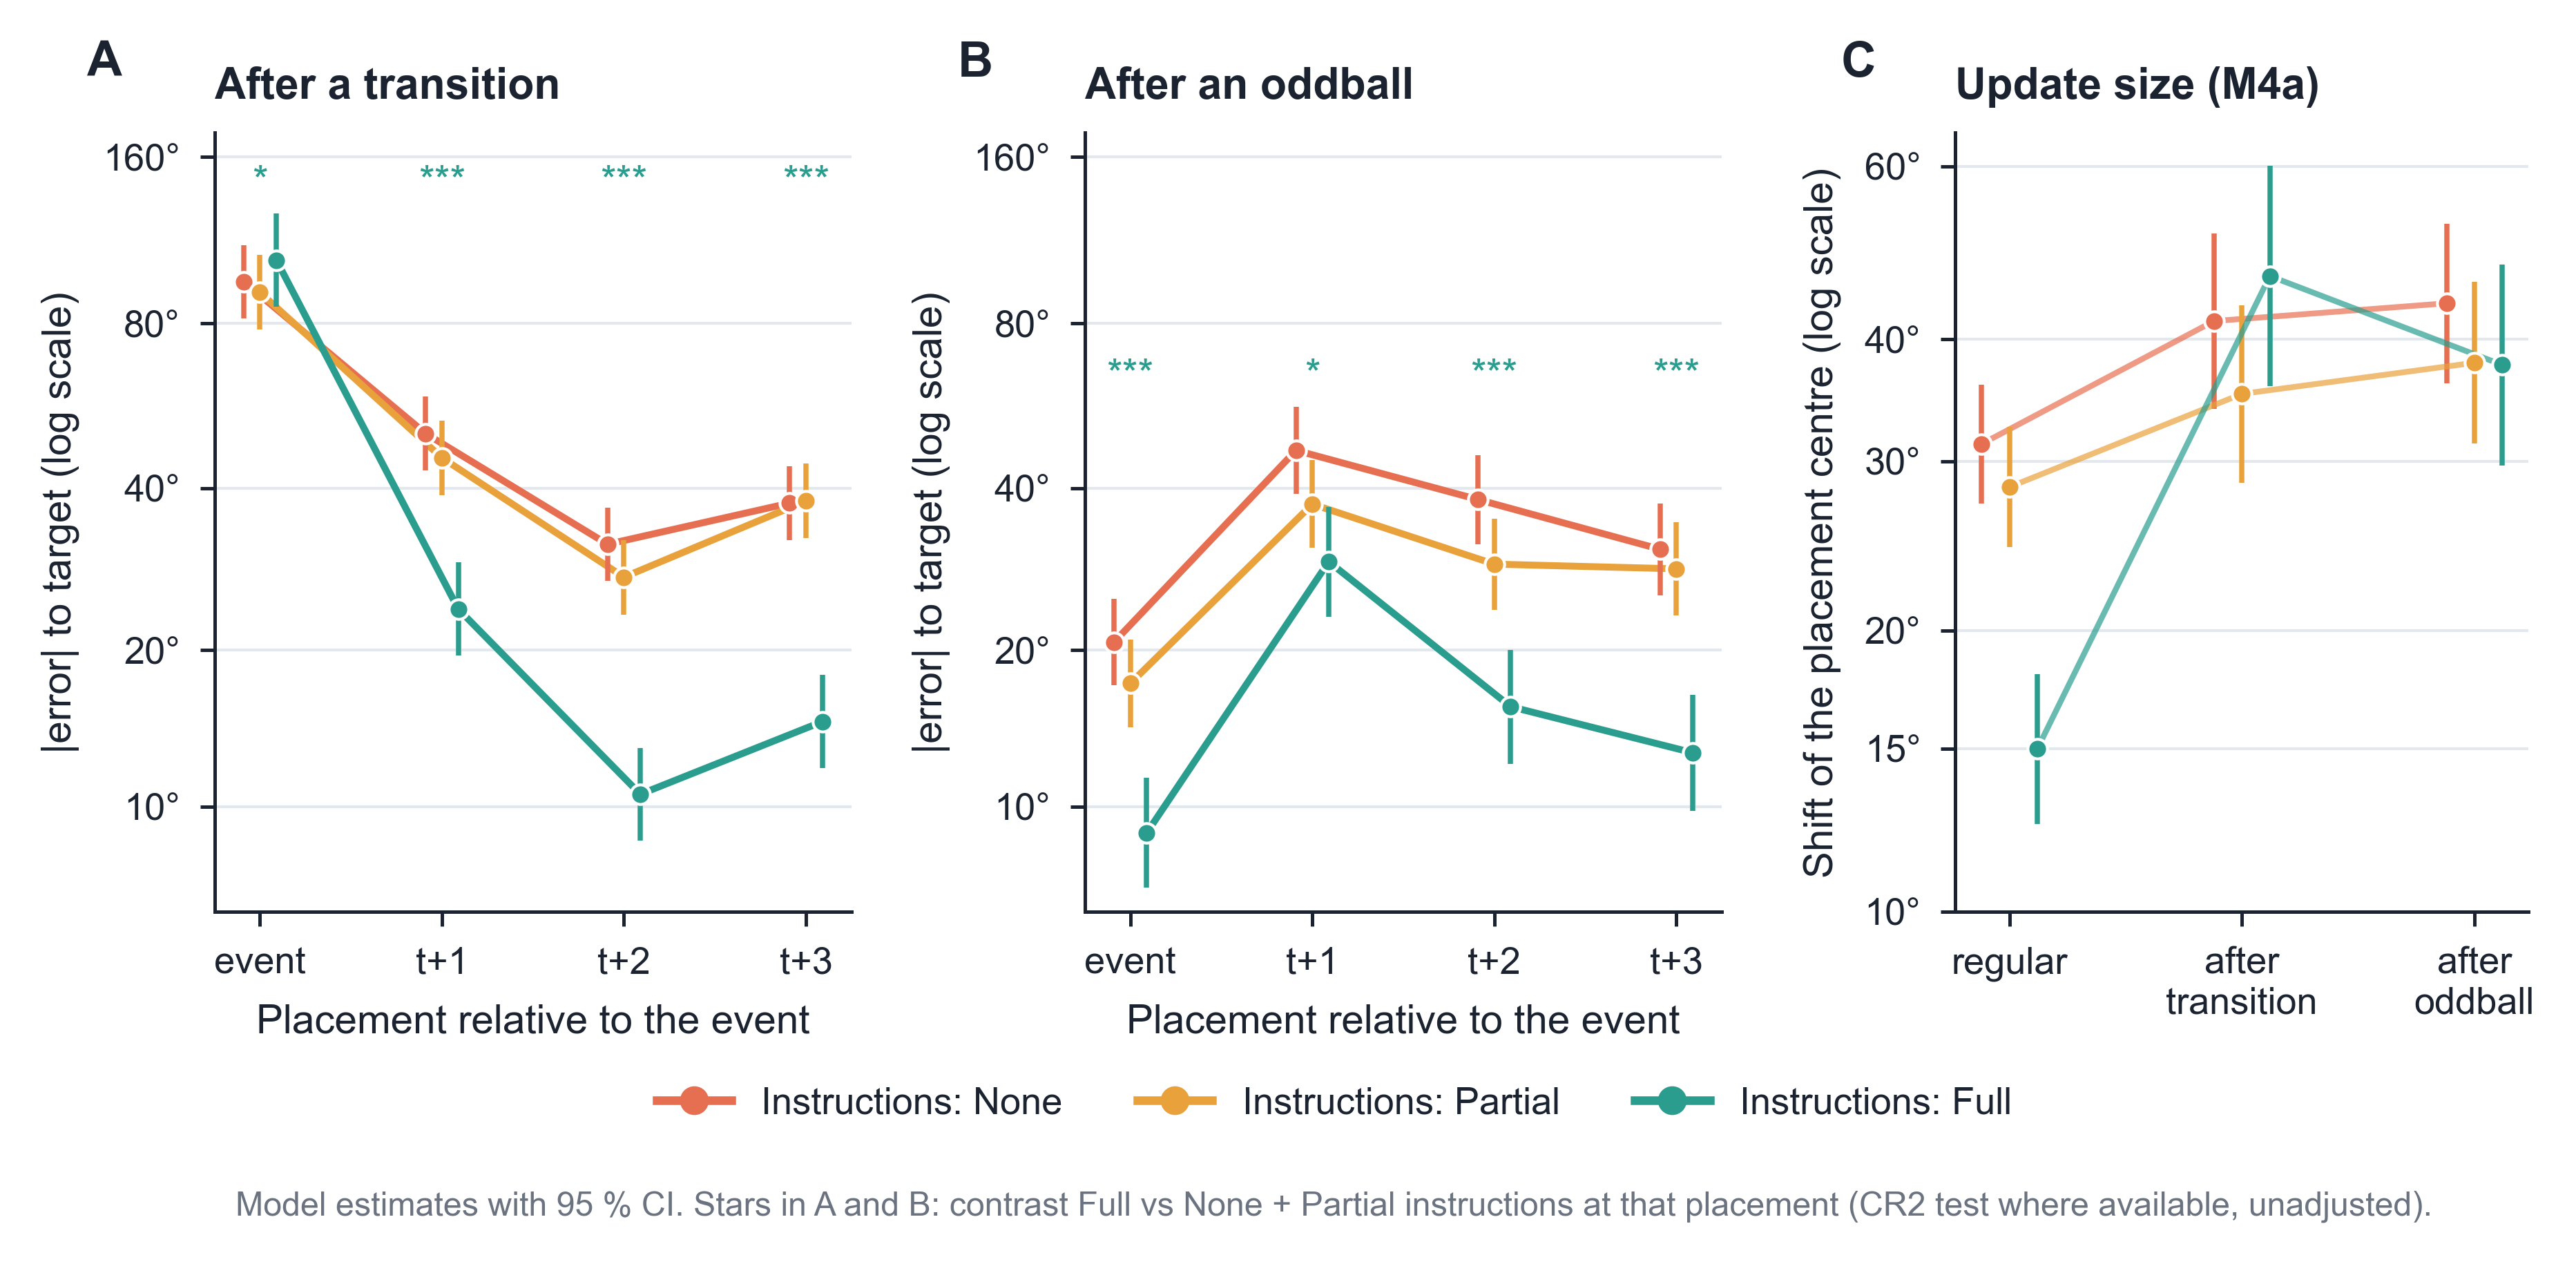 A
After a transition
|error| to target (log scale)
160°
80°
40°
20°
10°
*
***
***
***
event
t+1
t+2
t+3
Placement relative to the event
B
After an oddball
|error| to target (log scale)
160°
80°
40°
20°
10°
***
*
***
***
event
t+1
t+2
t+3
Placement relative to the event
C
Update size (M4a)
Shift of the placement centre (log scale)
60°
40°
30°
20°
15°
10°
regular
after
transition
after
oddball
Instructions: None
Instructions: Partial
Instructions: Full
Model estimates with 95 % CI. Stars in A and B: contrast Full vs None + Partial instructions at that placement (CR2 test where available, unadjusted).